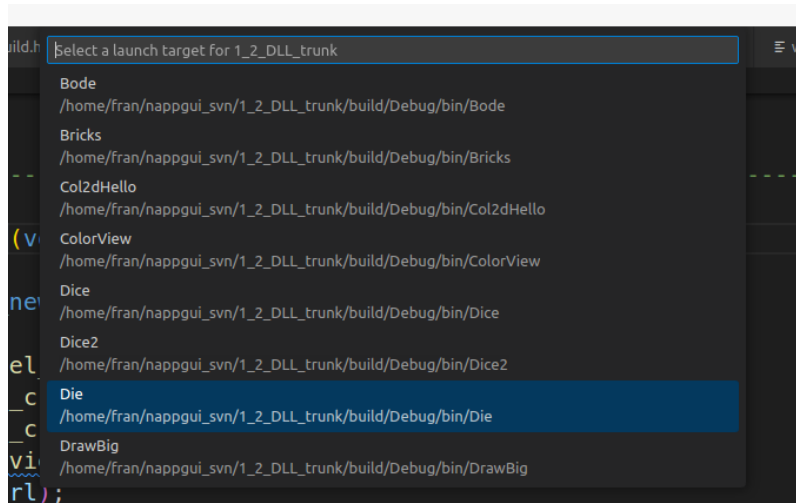 Select a launch target for 1_2_DLL_trunk
Bode
/home/fran/nappgui_svn/1_2_DLL_trunk/build/Debug/bin/Bode
Bricks
/home/fran/nappgui_svn/1_2_DLL_trunk/build/Debug/bin/Bricks
Col2dHello
/home/fran/nappgui_svn/1_2_DLL_trunk/build/Debug/bin/Col2dHello
ColorView
/home/fran/nappgui_svn/1_2_DLL_trunk/build/Debug/bin/ColorView
Dice
/home/fran/nappgui_svn/1_2_DLL_trunk/build/Debug/bin/Dice
Dice2
/home/fran/nappgui_svn/1_2_DLL_trunk/build/Debug/bin/Dice2
Die
/home/fran/nappgui_svn/1_2_DLL_trunk/build/Debug/bin/Die
DrawBig
/home/fran/nappgui_svn/1_2_DLL_trunk/build/Debug/bin/DrawBig
rl);